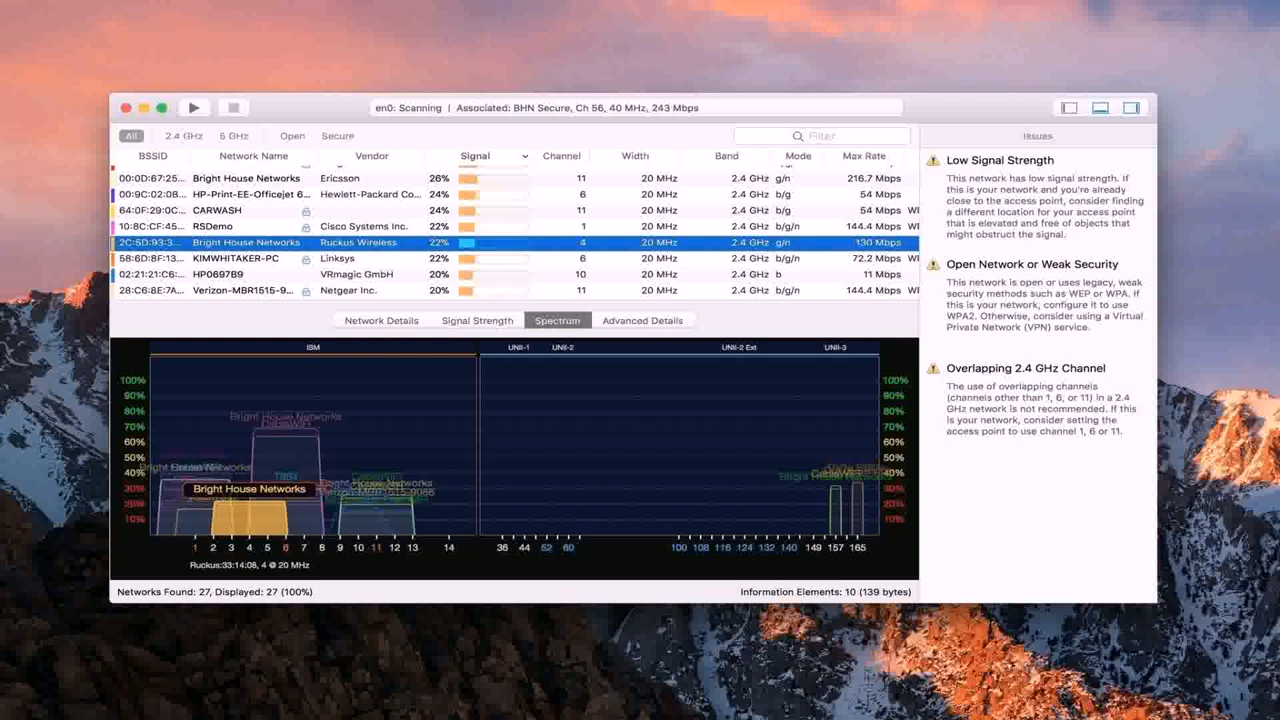 en0: Scanning | Associated: BHN Secure, Ch 56, 40 MHz, 243 Mbps
All 2.4 GHz 5 GHz Open Secure Filter
BSSID Network Name Vendor Signal Channel Width Band Mode Max Rate
00:0D:67:25:... Bright House Networks Ericsson 26% 11 20 MHz 2.4 GHz g/n 216.7 Mbps
00:9C:02:0B... HP-Print-EE-Officejet 6... Hewlett-Packard Co... 24% 6 20 MHz 2.4 GHz b/g 54 Mbps
64:0F:29:0C... CARWASH 24% 11 20 MHz 2.4 GHz b/g 54 Mbps
10:8C:CF:45... RSDemo Cisco Systems Inc. 22% 1 20 MHz 2.4 GHz b/g/n 144.4 Mbps
2C:5D:93:3... Bright House Networks Ruckus Wireless 22% 4 20 MHz 2.4 GHz g/n 130 Mbps
58:6D:8F:13... KIMWHITAKER-PC Linksys 22% 6 20 MHz 2.4 GHz b/g/n 72.2 Mbps
02:21:21:C6:... HP0697B9 VRmagic GmbH 20% 10 20 MHz 2.4 GHz b 11 Mbps
28:C6:8E:7A... Verizon-MBR1515-9... Netgear Inc. 20% 11 20 MHz 2.4 GHz b/g/n 144.4 Mbps
Network Details Signal Strength Spectrum Advanced Details
ISM UNII-1 UNII-2 UNII-2 Ext UNII-3
100% 100%
90% 90%
80% 80%
70% 70%
60% 60%
50% 50%
40% 40%
30% 30%
20% 20%
10% 10%
Bright House Networks
CableWiFi
Bright House Networks
Bright House Networks
1 2 3 4 5 6 7 8 9 10 11 12 13 14 36 44 52 60 100 108 116 124 132 140 149 157 165
Ruckus:33:14:08, 4 @ 20 MHz
Networks Found: 27, Displayed: 27 (100%) Information Elements: 10 (139 bytes)
Issues
Low Signal Strength
This network has low signal strength. If
this is your network and you're already
close to the access point, consider finding
a different location for your access point
that is elevated and free of objects that
might obstruct the signal.
Open Network or Weak Security
This network is open or uses legacy, weak
security methods such as WEP or WPA. If
this is your network, configure it to use
WPA2. Otherwise, consider using a Virtual
Private Network (VPN) service.
Overlapping 2.4 GHz Channel
The use of overlapping channels
(channels other than 1, 6, or 11) in a 2.4
GHz network is not recommended. If this
is your network, consider setting the
access point to use channel 1, 6 or 11.